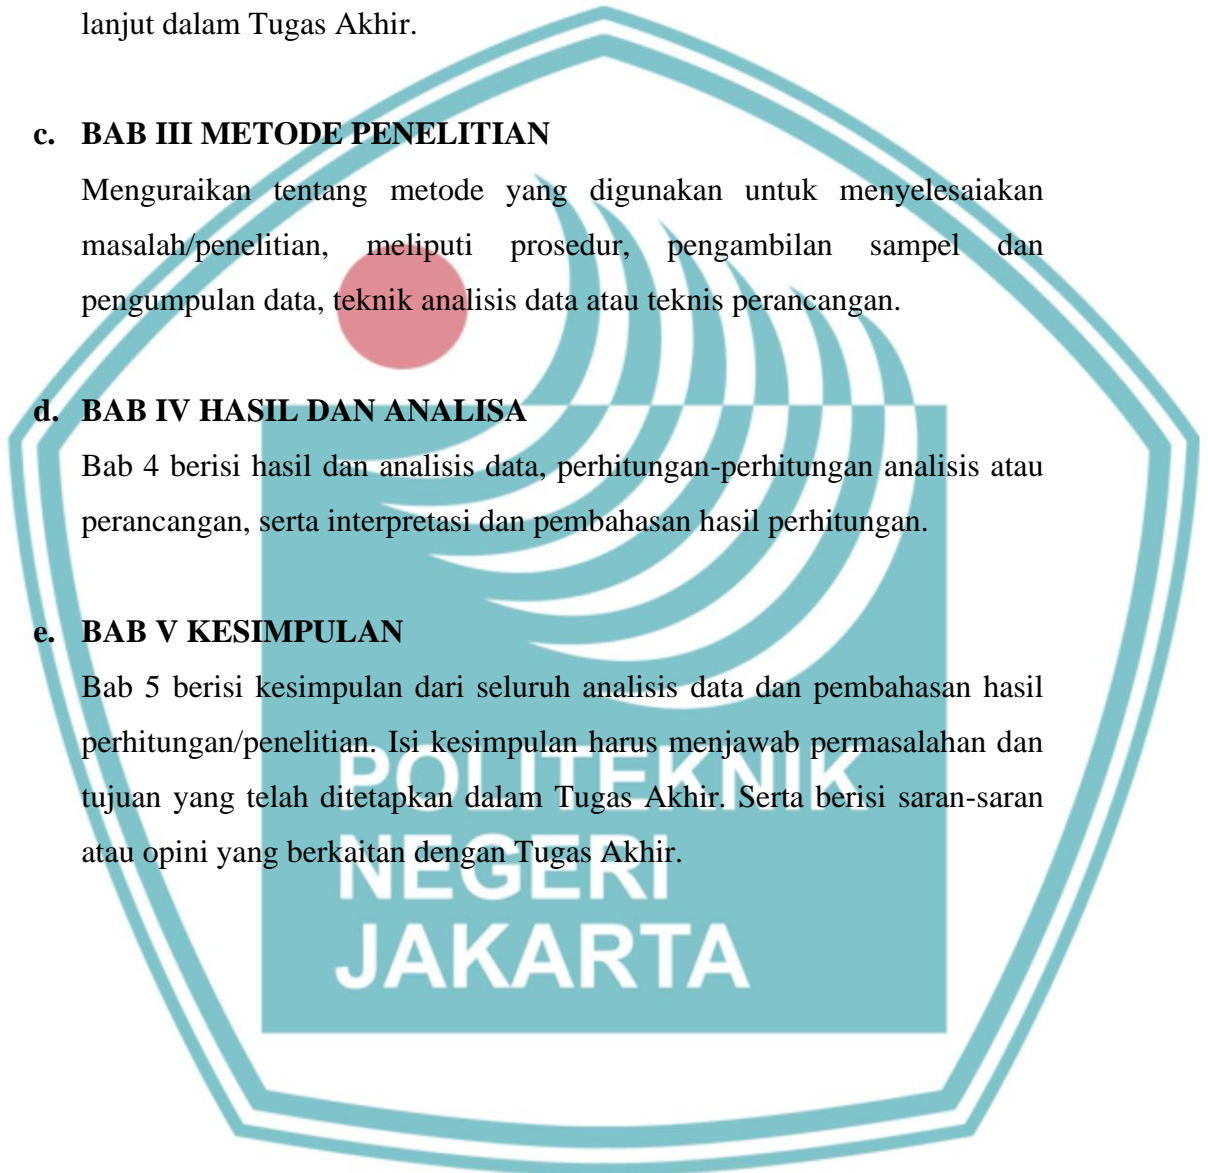 lanjut dalam Tugas Akhir.
c. BAB III METODE PENELITIAN
Menguraikan tentang metode yang digunakan untuk menyelesaiakan
masalah/penelitian, meliputi prosedur, pengambilan sampel dan
pengumpulan data, teknik analisis data atau teknis perancangan.
d. BAB IV HASIL DAN ANALISA
Bab 4 berisi hasil dan analisis data, perhitungan-perhitungan analisis atau
perancangan, serta interpretasi dan pembahasan hasil perhitungan.
e. BAB V KESIMPULAN
Bab 5 berisi kesimpulan dari seluruh analisis data dan pembahasan hasil
perhitungan/penelitian. Isi kesimpulan harus menjawab permasalahan dan
tujuan yang telah ditetapkan dalam Tugas Akhir. Serta berisi saran-saran
atau opini yang berkaitan dengan Tugas Akhir.
POLITEKNIK
NEGERI
JAKARTA